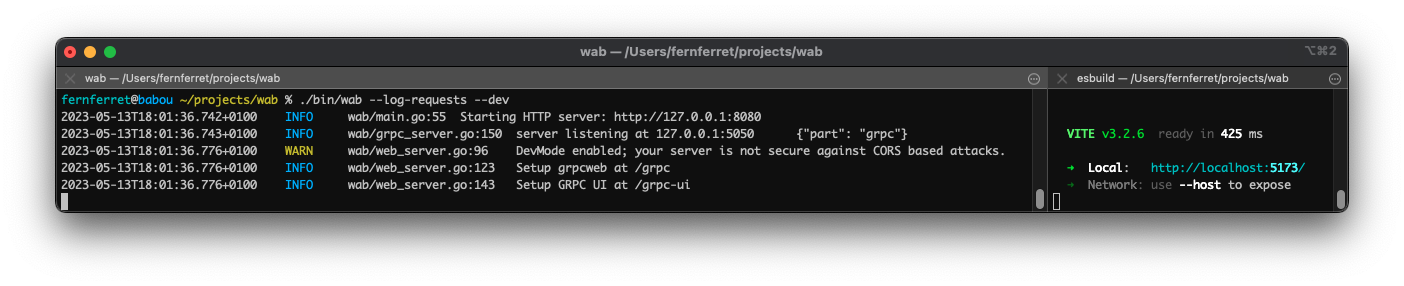 wab — /Users/fernferret/projects/wab
⌥⌘2
wab — /Users/fernferret/projects/wab
fernferret@babou ~/projects/wab % ./bin/wab --log-requests --dev
2023-05-13T18:01:36.742+0100 INFO wab/main.go:55 Starting HTTP server: http://127.0.0.1:8080
2023-05-13T18:01:36.743+0100 INFO wab/grpc_server.go:150 server listening at 127.0.0.1:5050 {"part": "grpc"}
2023-05-13T18:01:36.776+0100 WARN wab/web_server.go:96 DevMode enabled; your server is not secure against CORS based attacks.
2023-05-13T18:01:36.776+0100 INFO wab/web_server.go:123 Setup grpcweb at /grpc
2023-05-13T18:01:36.776+0100 INFO wab/web_server.go:143 Setup GRPC UI at /grpc-ui
esbuild — /Users/fernferret/projects/wab
VITE v3.2.6 ready in 425 ms
➜ Local: http://localhost:5173/
➜ Network: use --host to expose